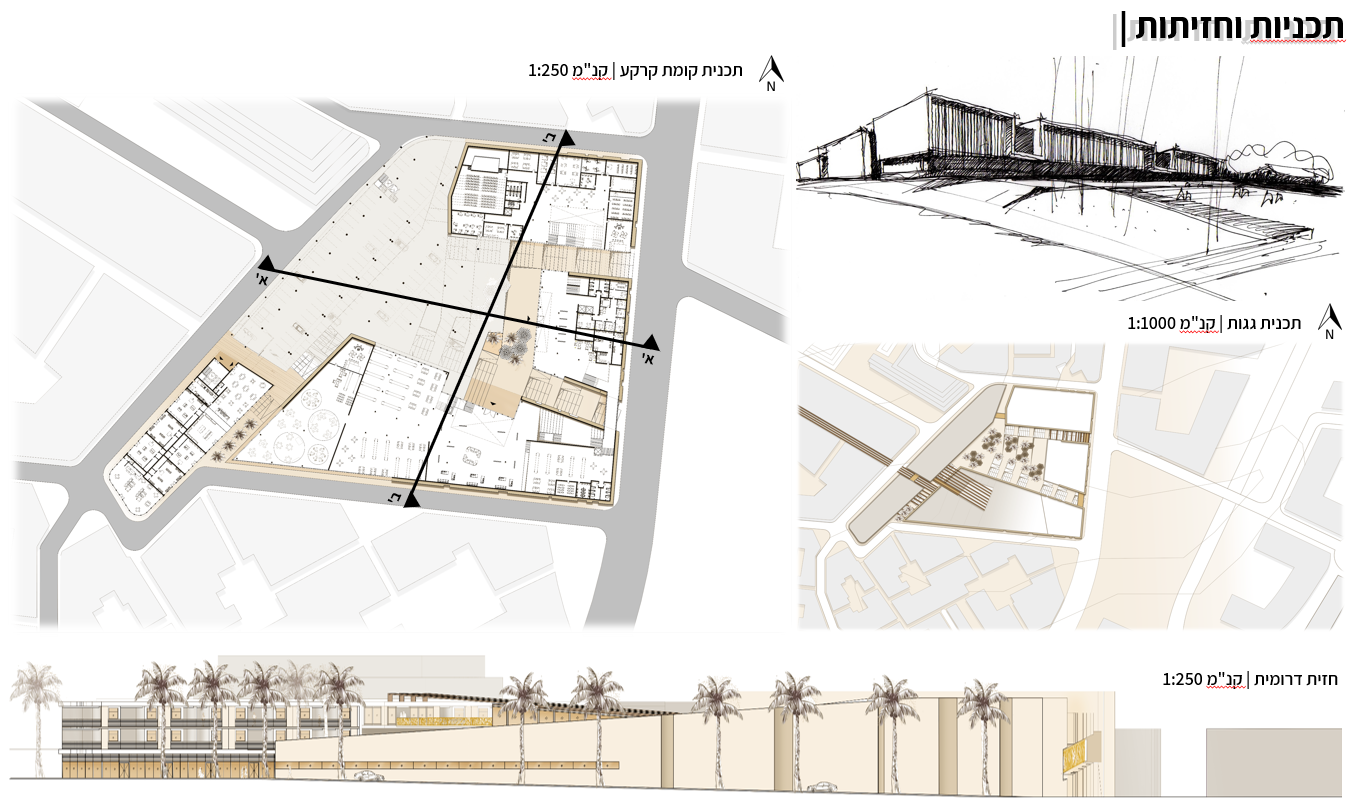 תכניות וחזיתות |
תכנית קומת קרקע | קנ"מ 1:250
N
ב'
א'
א'
ב'
תכנית גגות | קנ"מ 1:1000
N
חזית דרומית | קנ"מ 1:250